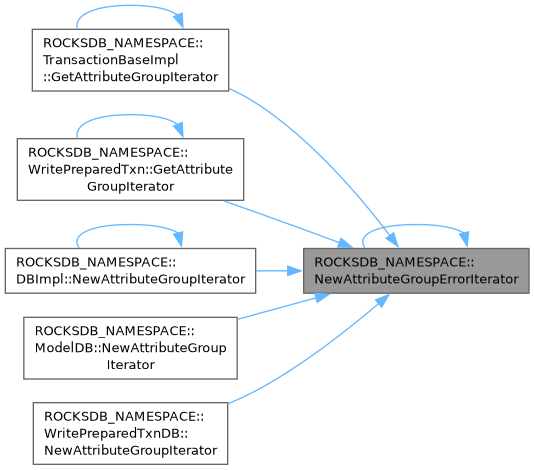 ROCKSDB_NAMESPACE::
TransactionBaseImpl
::GetAttributeGroupIterator
ROCKSDB_NAMESPACE::
WritePreparedTxn::GetAttribute
GroupIterator
ROCKSDB_NAMESPACE::
DBImpl::NewAttributeGroupIterator
ROCKSDB_NAMESPACE::
NewAttributeGroupErrorIterator
ROCKSDB_NAMESPACE::
ModelDB::NewAttributeGroup
Iterator
ROCKSDB_NAMESPACE::
WritePreparedTxnDB::
NewAttributeGroupIterator